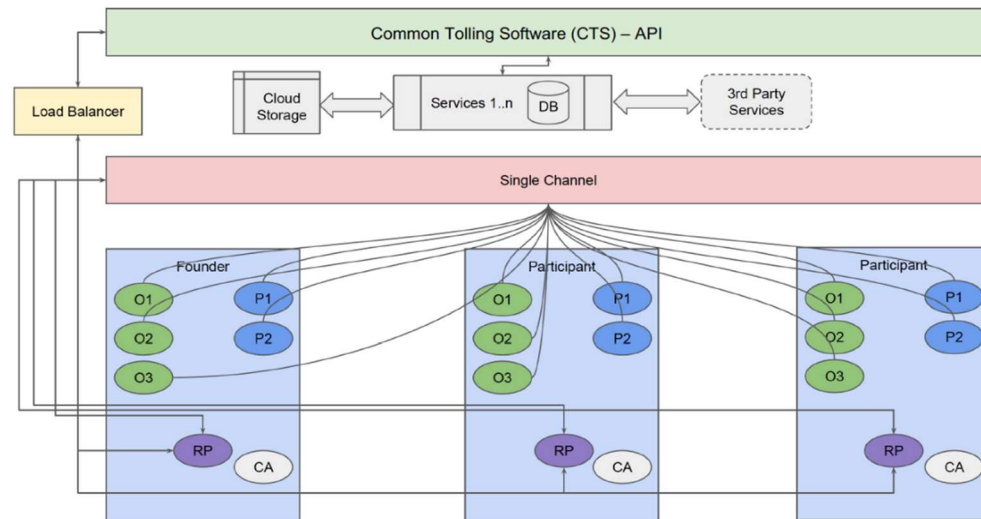 Common Tolling Software (CTS) – API
Load Balancer
Cloud
Storage
Services 1..n
DB
3rd Party
Services
Single Channel
Founder
O1
P1
O2
P2
O3
RP
CA
Participant
O1
P1
O2
P2
O3
RP
CA
Participant
O1
P1
O2
P2
O3
RP
CA